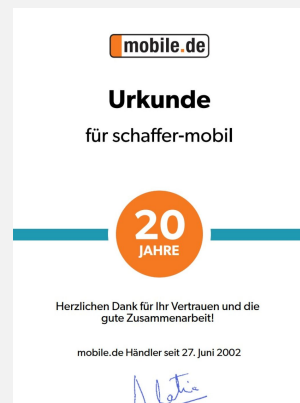 mobile.de
Urkunde
für schaffer-mobil
20
JAHRE
Herzlichen Dank für Ihr Vertrauen und die
gute Zusammenarbeit!
mobile.de Händler seit 27. Juni 2002